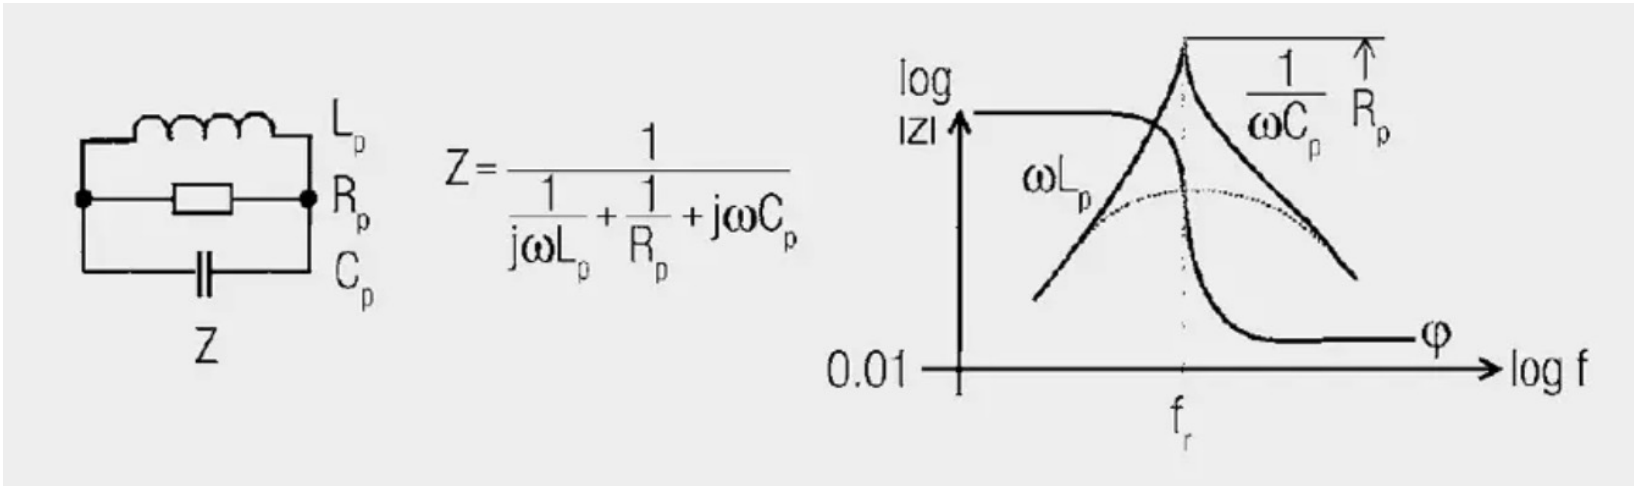 L_p
R_p
C_p
Z
Z = 1 / (1/(jωL_p) + 1/R_p + jωC_p)
log
|Z|
ωL_p
1/(ωC_p)
R_p
φ
0.01
log f
f_r